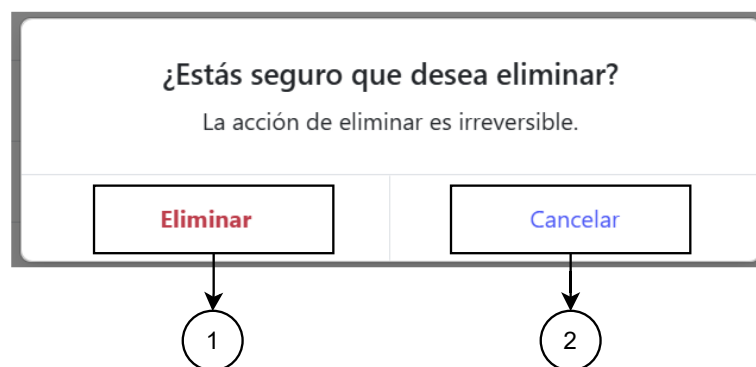 ¿Estás seguro que desea eliminar?
La acción de eliminar es irreversible.
Eliminar
Cancelar
1
2